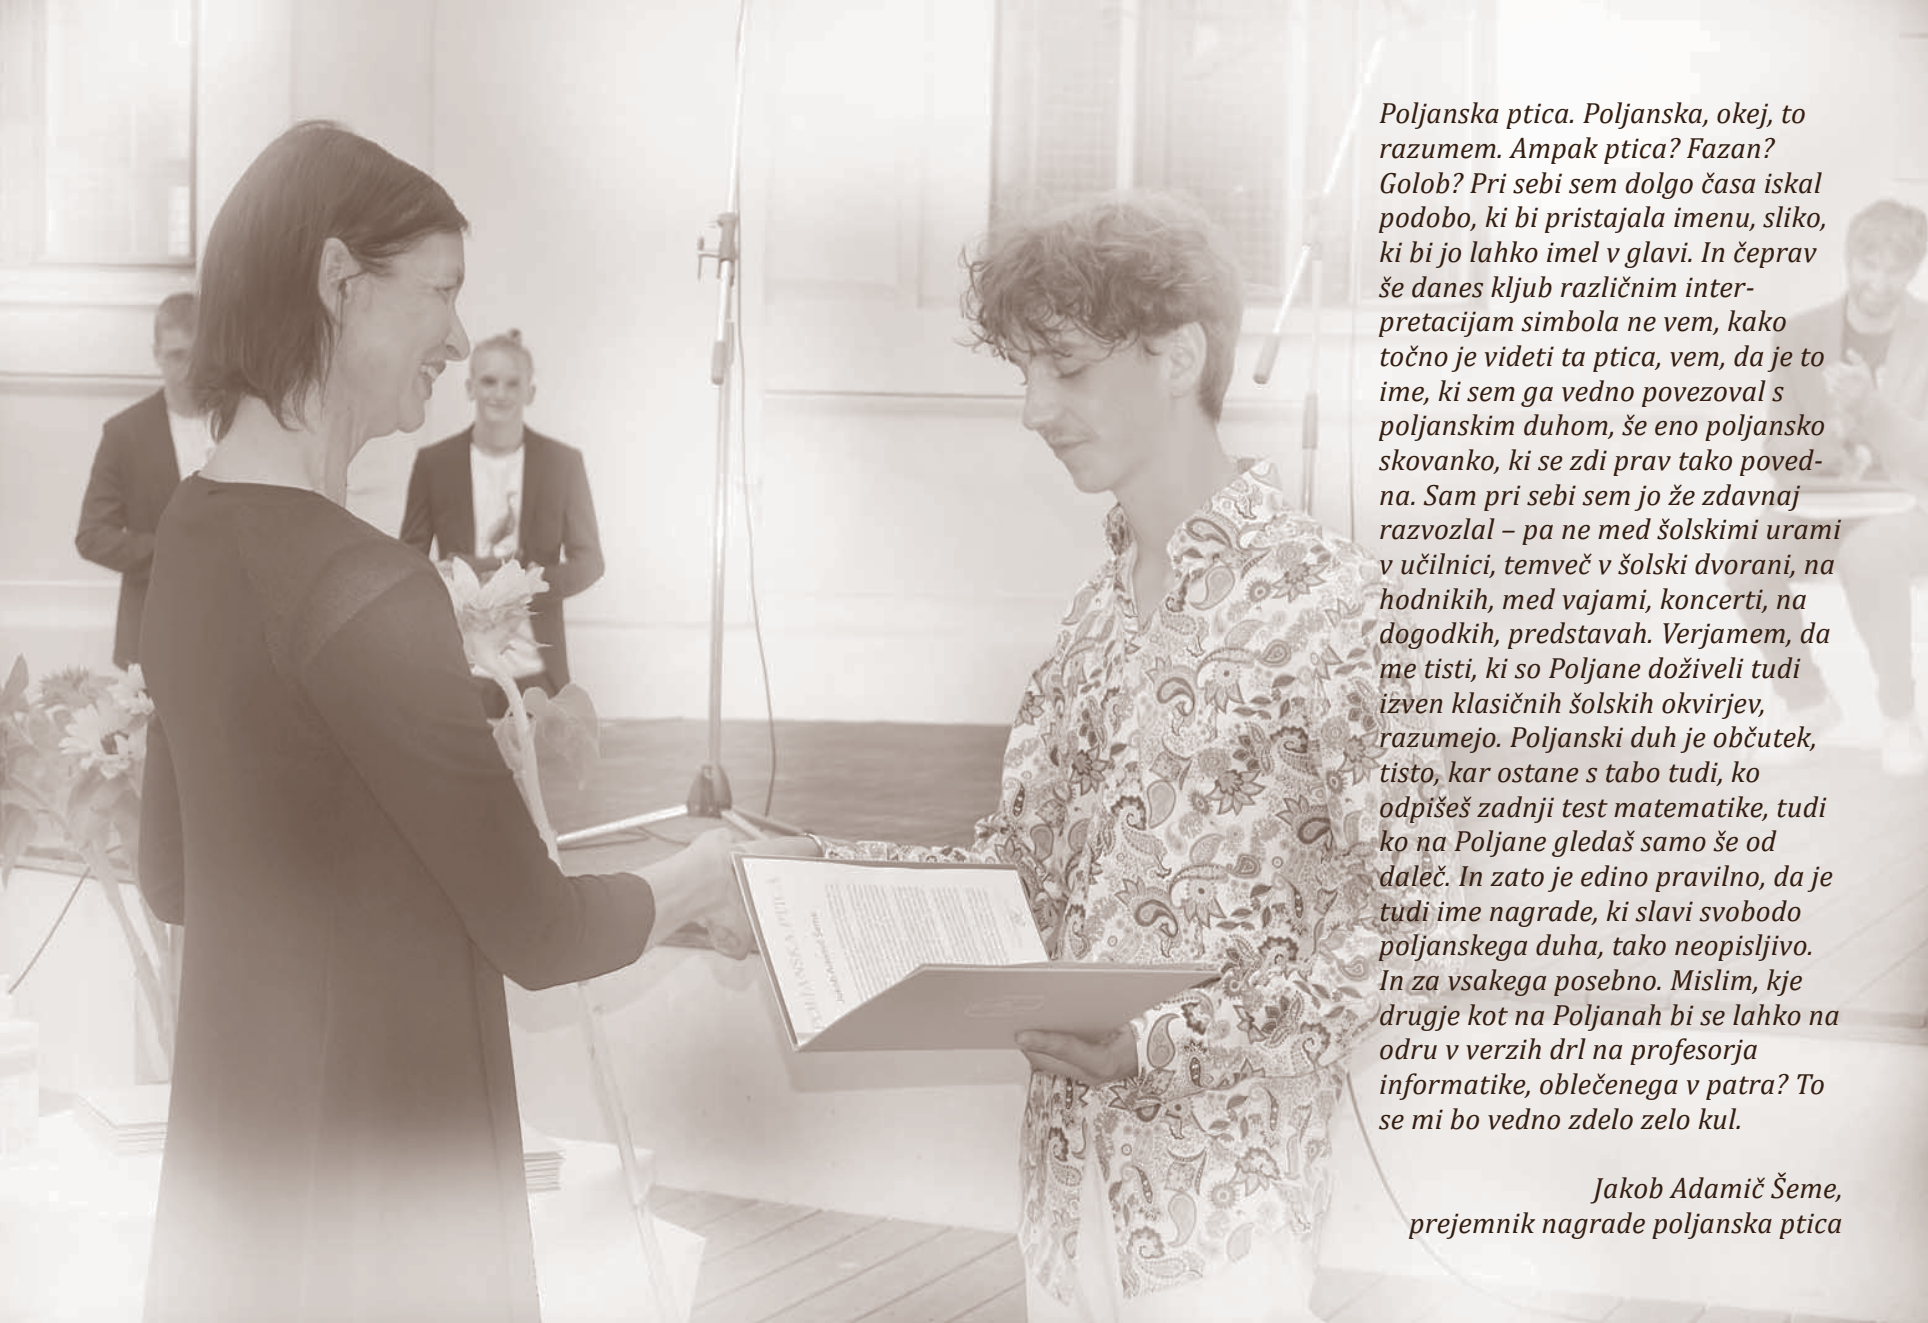 Poljanska ptica. Poljanska, okej, to
razumem. Ampak ptica? Fazan?
Golob? Pri sebi sem dolgo časa iskal
podobo, ki bi pristajala imenu, sliko,
ki bi jo lahko imel v glavi. In čeprav
še danes kljub različnim inter-
pretacijam simbola ne vem, kako
točno je videti ta ptica, vem, da je to
ime, ki sem ga vedno povezoval s
poljanskim duhom, še eno poljansko
skovanko, ki se zdi prav tako poved-
na. Sam pri sebi sem jo že zdavnaj
razvozlal – pa ne med šolskimi urami
v učilnici, temveč v šolski dvorani, na
hodnikih, med vajami, koncerti, na
dogodkih, predstavah. Verjamem, da
me tisti, ki so Poljane doživeli tudi
izven klasičnih šolskih okvirjev,
razumejo. Poljanski duh je občutek,
tisto, kar ostane s tabo tudi, ko
odpišeš zadnji test matematike, tudi
ko na Poljane gledaš samo še od
daleč. In zato je edino pravilno, da je
tudi ime nagrade, ki slavi svobodo
poljanskega duha, tako neopisljivo.
In za vsakega posebno. Mislim, kje
drugje kot na Poljanah bi se lahko na
odru v verzih drl na profesorja
informatike, oblečenega v patra? To
se mi bo vedno zdelo zelo kul.
Jakob Adamič Šeme,
prejemnik nagrade poljanska ptica
POLJANSKA PTICA
Jakob Adamič Šeme